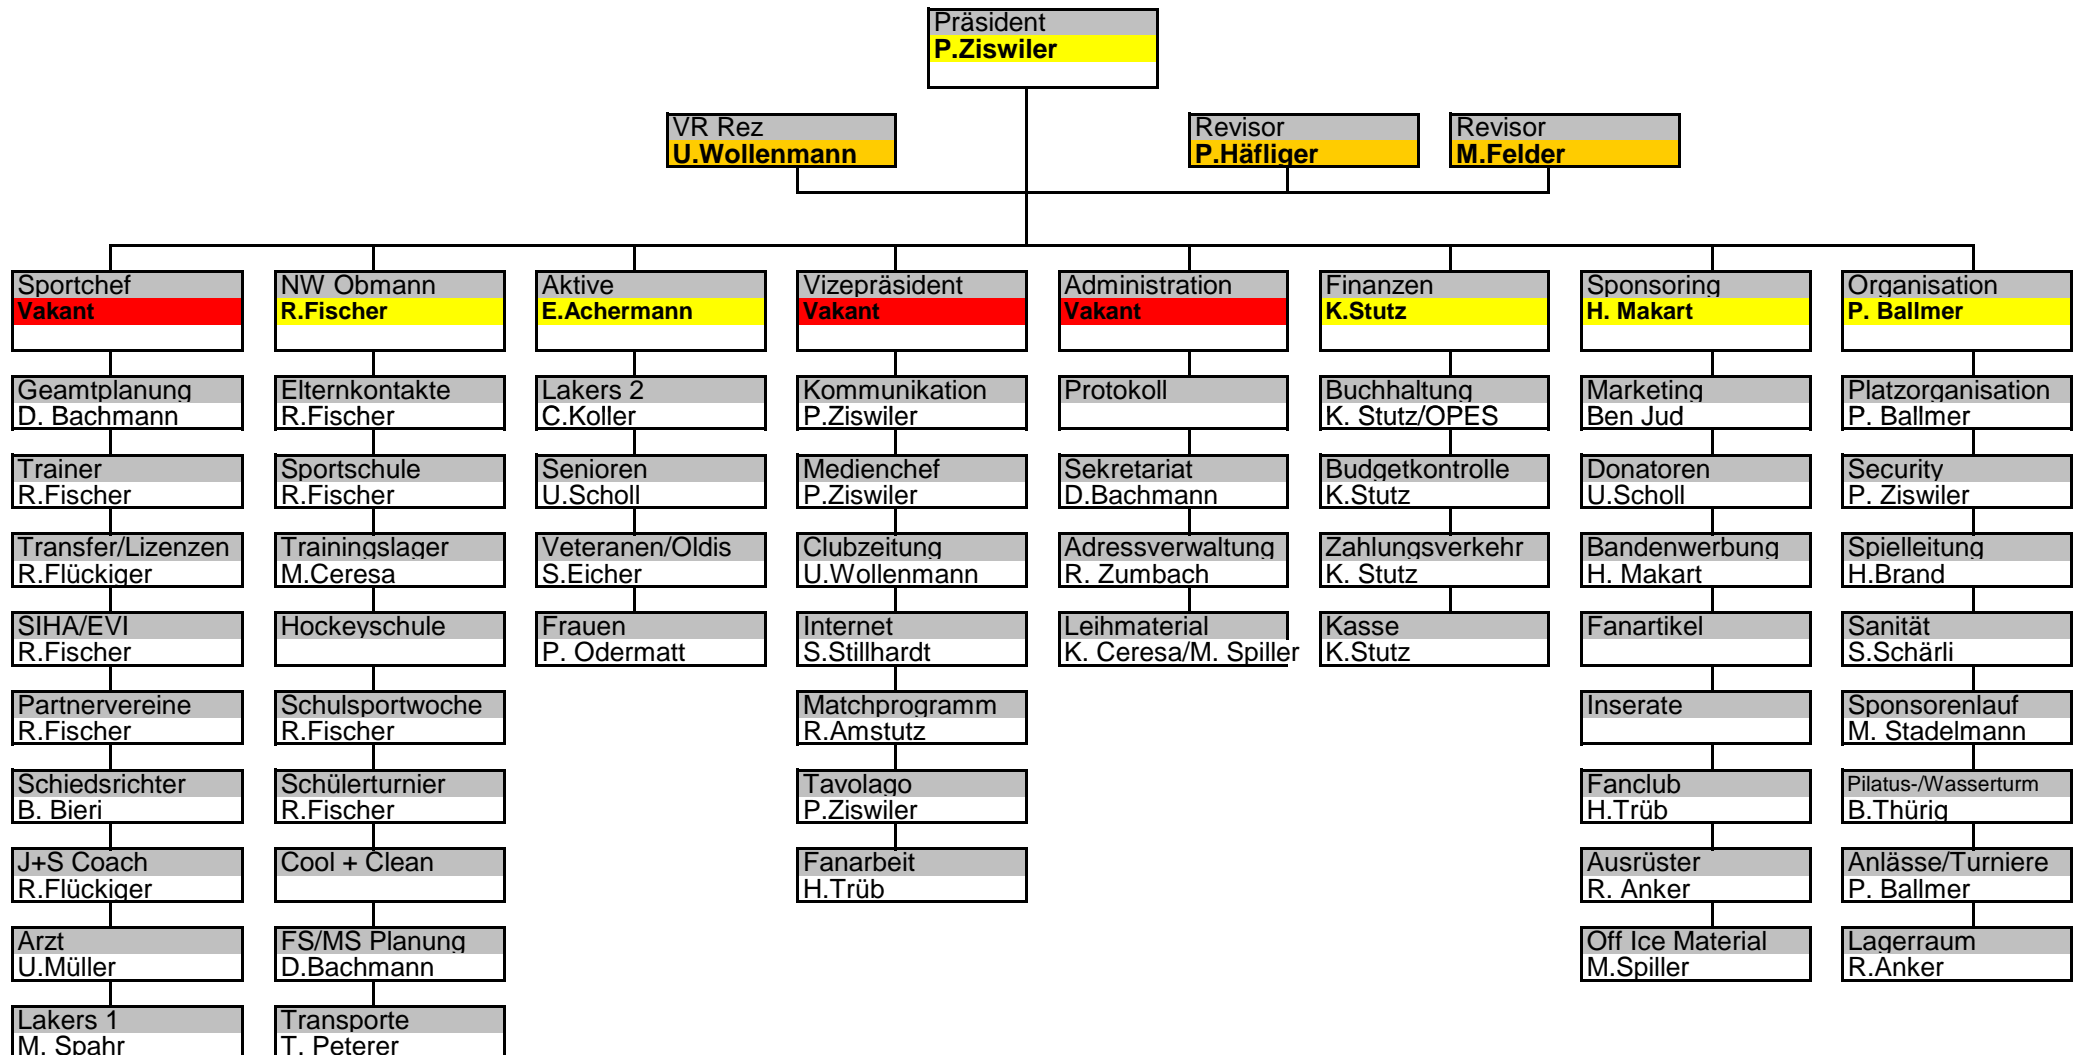 Präsident
P.Ziswiler
VR Rez
U.Wollenmann
Revisor
P.Häfliger
Revisor
M.Felder
Sportchef
Vakant
NW Obmann
R.Fischer
Aktive
E.Achermann
Vizepräsident
Vakant
Administration
Vakant
Finanzen
K.Stutz
Sponsoring
H. Makart
Organisation
P. Ballmer
Geamtplanung
D. Bachmann
Elternkontakte
R.Fischer
Lakers 2
C.Koller
Kommunikation
P.Ziswiler
Protokoll
Buchhaltung
K. Stutz/OPES
Marketing
Ben Jud
Platzorganisation
P. Ballmer
Trainer
R.Fischer
Sportschule
R.Fischer
Senioren
U.Scholl
Medienchef
P.Ziswiler
Sekretariat
D.Bachmann
Budgetkontrolle
K.Stutz
Donatoren
U.Scholl
Security
P. Ziswiler
Transfer/Lizenzen
R.Flückiger
Trainingslager
M.Ceresa
Veteranen/Oldis
S.Eicher
Clubzeitung
U.Wollenmann
Adressverwaltung
R. Zumbach
Zahlungsverkehr
K. Stutz
Bandenwerbung
H. Makart
Spielleitung
H.Brand
SIHA/EVI
R.Fischer
Hockeyschule
Frauen
P. Odermatt
Internet
S.Stillhardt
Leihmaterial
K. Ceresa/M. Spiller
Kasse
K.Stutz
Fanartikel
Sanität
S.Schärli
Partnervereine
R.Fischer
Schulsportwoche
R.Fischer
Matchprogramm
R.Amstutz
Inserate
Sponsorenlauf
M. Stadelmann
Schiedsrichter
B. Bieri
Schülerturnier
R.Fischer
Tavolago
P.Ziswiler
Fanclub
H.Trüb
Pilatus-/Wasserturm
B.Thürig
J+S Coach
R.Flückiger
Cool + Clean
Fanarbeit
H.Trüb
Ausrüster
R. Anker
Anlässe/Turniere
P. Ballmer
Arzt
U.Müller
FS/MS Planung
D.Bachmann
Off Ice Material
M.Spiller
Lagerraum
R.Anker
Lakers 1
M. Spahr
Transporte
T. Peterer